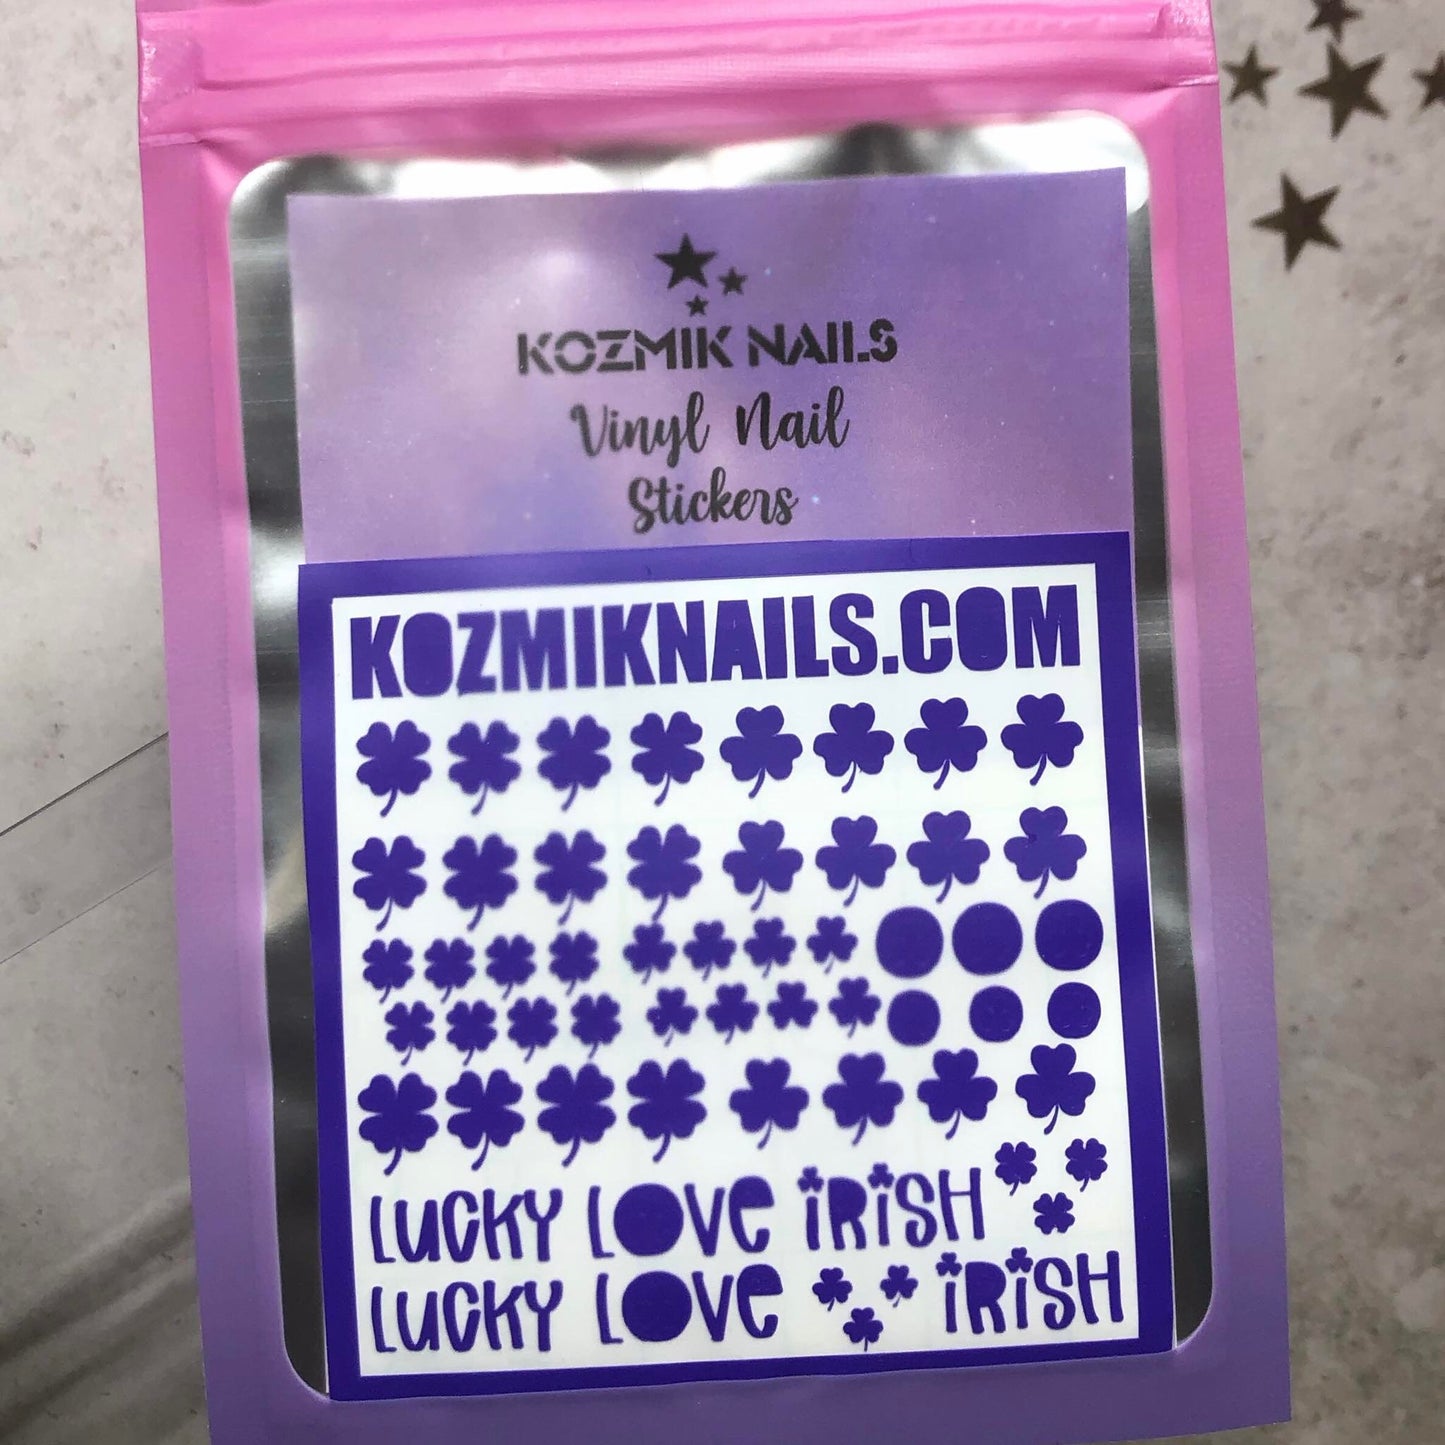 KOZMIK NAILS
Vinyl Nail
Stickers
KOZMIKNAILS.COM
LUCKY LOVE iRiSH
LUCKY LOVE iRiSH